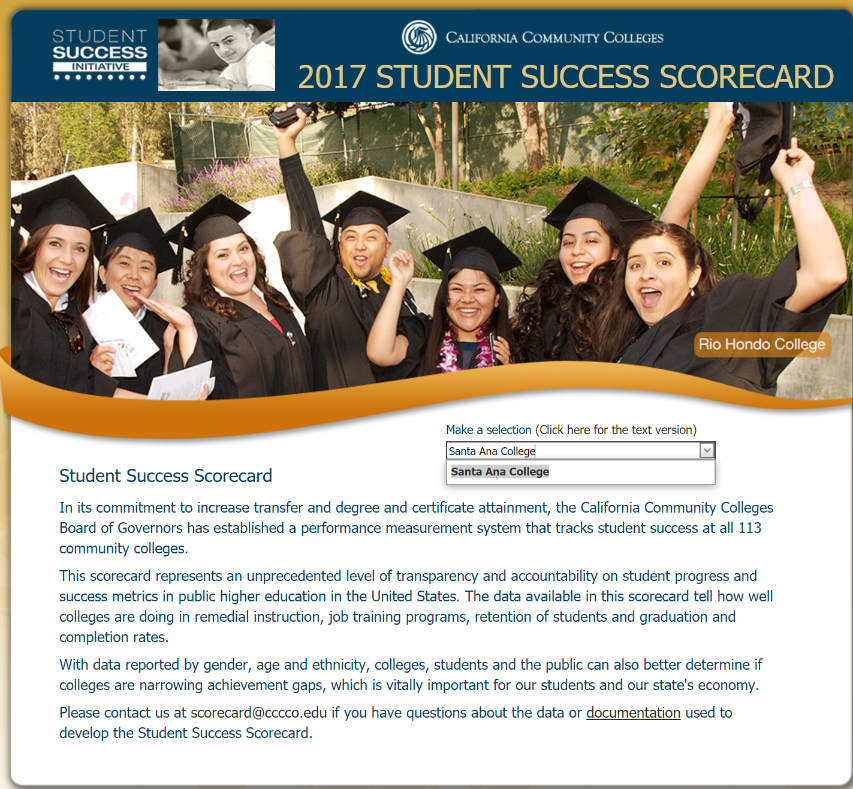 STUDENT
SUCCESS
INITIATIVE
CALIFORNIA COMMUNITY COLLEGES
2017 STUDENT SUCCESS SCORECARD
Rio Hondo College
Make a selection (Click here for the text version)
Santa Ana College
Santa Ana College
Student Success Scorecard
In its commitment to increase transfer and degree and certificate attainment, the California Community Colleges
Board of Governors has established a performance measurement system that tracks student success at all 113
community colleges.
This scorecard represents an unprecedented level of transparency and accountability on student progress and
success metrics in public higher education in the United States. The data available in this scorecard tell how well
colleges are doing in remedial instruction, job training programs, retention of students and graduation and
completion rates.
With data reported by gender, age and ethnicity, colleges, students and the public can also better determine if
colleges are narrowing achievement gaps, which is vitally important for our students and our state's economy.
Please contact us at scorecard@cccco.edu if you have questions about the data or documentation used to
develop the Student Success Scorecard.